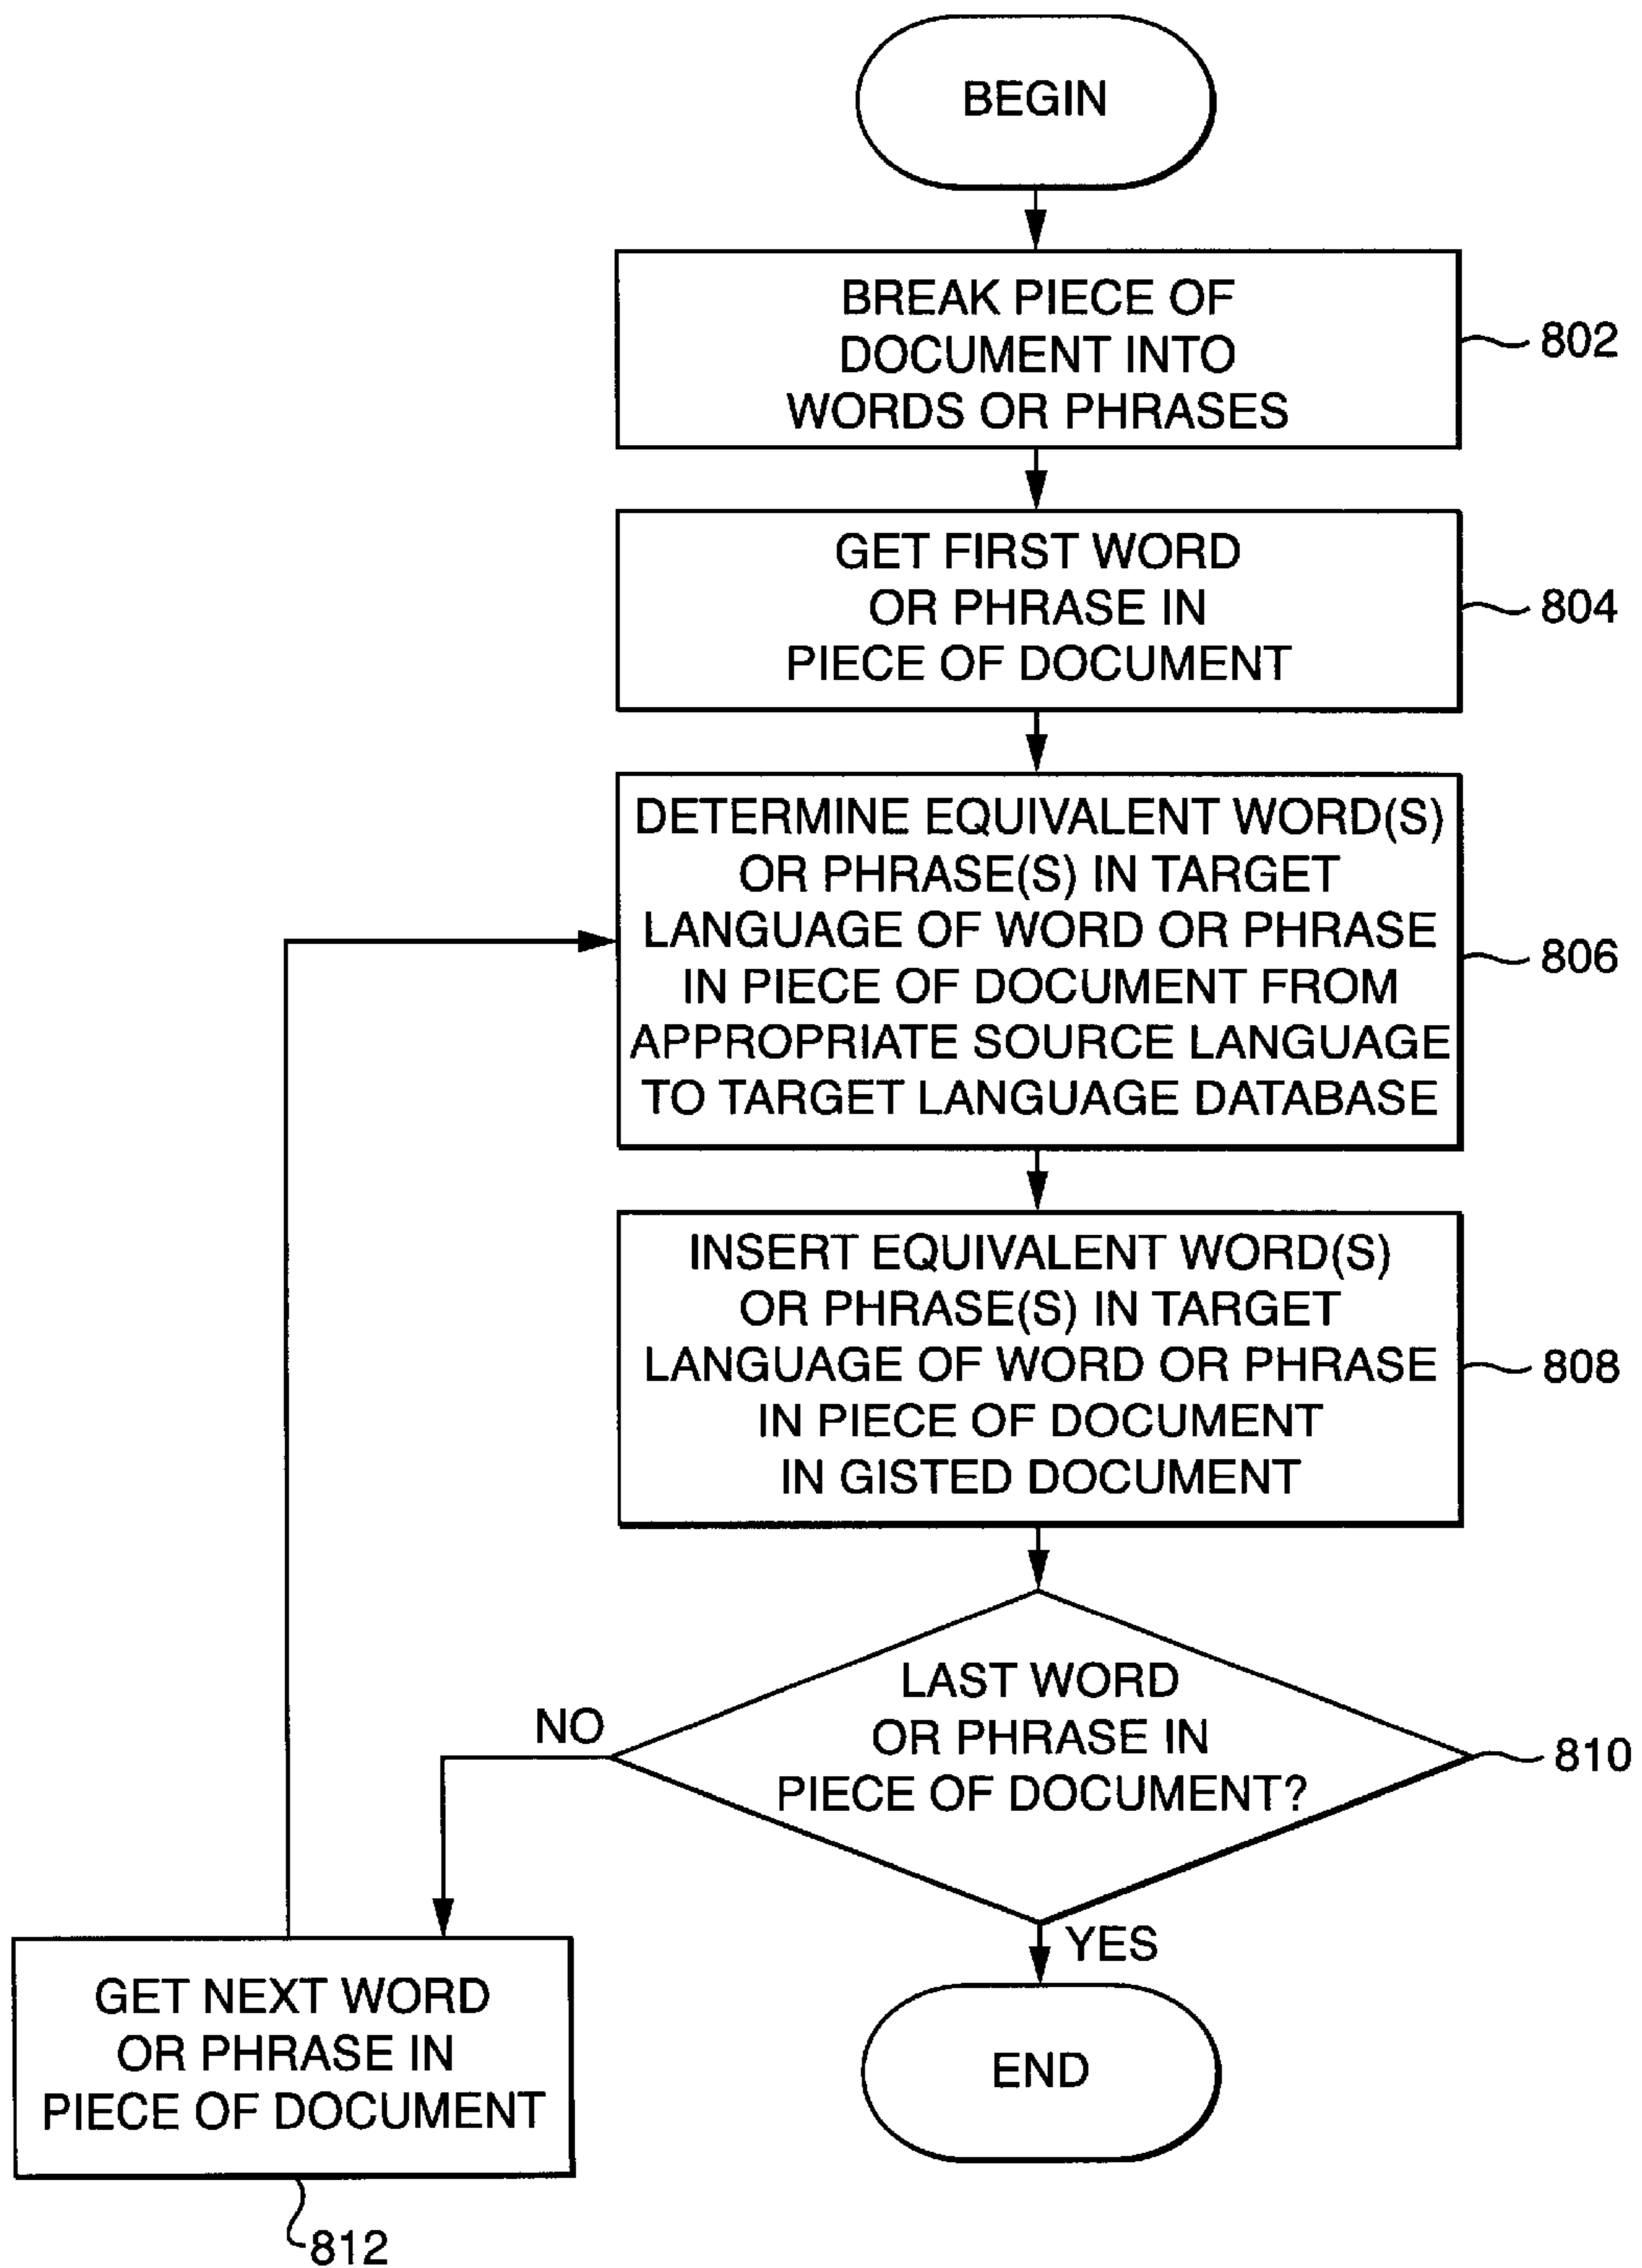 BEGIN
BREAK PIECE OF
DOCUMENT INTO
WORDS OR PHRASES
802
GET FIRST WORD
OR PHRASE IN
PIECE OF DOCUMENT
804
DETERMINE EQUIVALENT WORD(S)
OR PHRASE(S) IN TARGET
LANGUAGE OF WORD OR PHRASE
IN PIECE OF DOCUMENT FROM
APPROPRIATE SOURCE LANGUAGE
TO TARGET LANGUAGE DATABASE
806
INSERT EQUIVALENT WORD(S)
OR PHRASE(S) IN TARGET
LANGUAGE OF WORD OR PHRASE
IN PIECE OF DOCUMENT
IN GISTED DOCUMENT
808
LAST WORD
OR PHRASE IN
PIECE OF DOCUMENT?
810
NO
YES
GET NEXT WORD
OR PHRASE IN
PIECE OF DOCUMENT
812
END